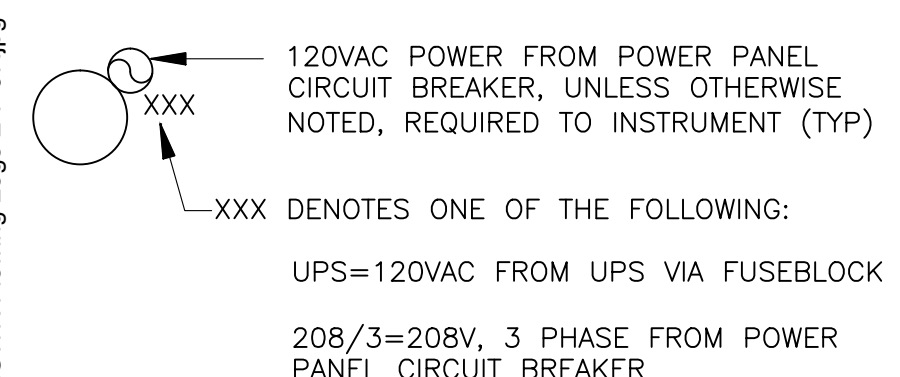 120VAC POWER FROM POWER PANEL
CIRCUIT BREAKER, UNLESS OTHERWISE
NOTED, REQUIRED TO INSTRUMENT (TYP)
XXX
XXX DENOTES ONE OF THE FOLLOWING:
UPS=120VAC FROM UPS VIA FUSEBLOCK
208/3=208V, 3 PHASE FROM POWER
PANEL CIRCUIT BREAKER